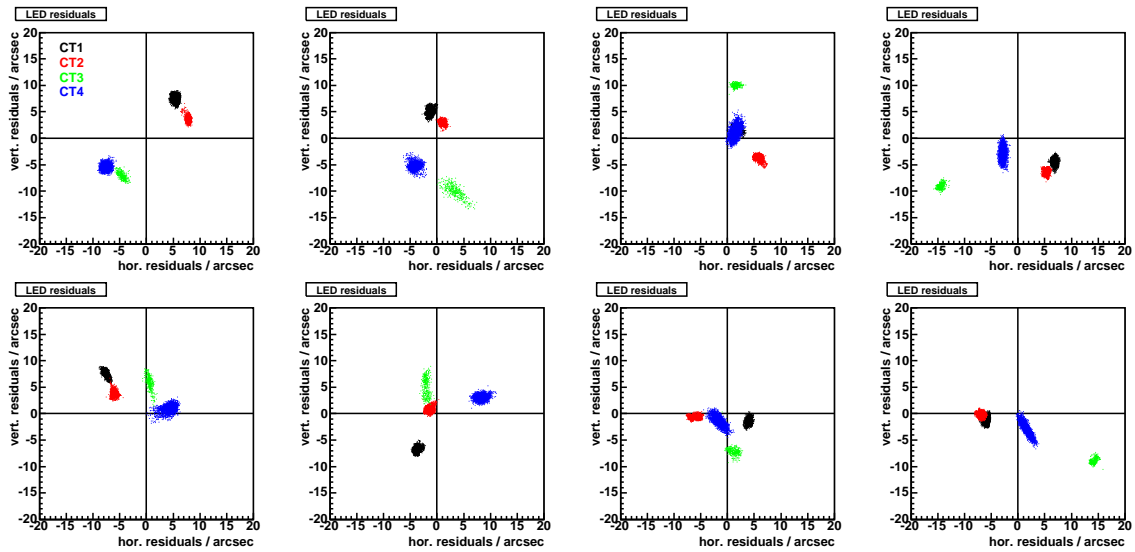 LED residuals LED residuals LED residuals LED residuals
vert. residuals / arcsec vert. residuals / arcsec vert. residuals / arcsec vert. residuals / arcsec
20 20 20 20
CT1
15 15 15 15
CT2
10 10 10 10
CT3
CT4
5 5 5 5
0 0 0 0
-5 -5 -5 -5
-10 -10 -10 -10
-15 -15 -15 -15
-20 -20 -20 -20
-20 -15 -10 -5 0 5 10 15 20 -20 -15 -10 -5 0 5 10 15 20 -20 -15 -10 -5 0 5 10 15 20 -20 -15 -10 -5 0 5 10 15 20
hor. residuals / arcsec hor. residuals / arcsec hor. residuals / arcsec hor. residuals / arcsec
LED residuals LED residuals LED residuals LED residuals
vert. residuals / arcsec vert. residuals / arcsec vert. residuals / arcsec vert. residuals / arcsec
20 20 20 20
15 15 15 15
10 10 10 10
5 5 5 5
0 0 0 0
-5 -5 -5 -5
-10 -10 -10 -10
-15 -15 -15 -15
-20 -20 -20 -20
-20 -15 -10 -5 0 5 10 15 20 -20 -15 -10 -5 0 5 10 15 20 -20 -15 -10 -5 0 5 10 15 20 -20 -15 -10 -5 0 5 10 15 20
hor. residuals / arcsec hor. residuals / arcsec hor. residuals / arcsec hor. residuals / arcsec